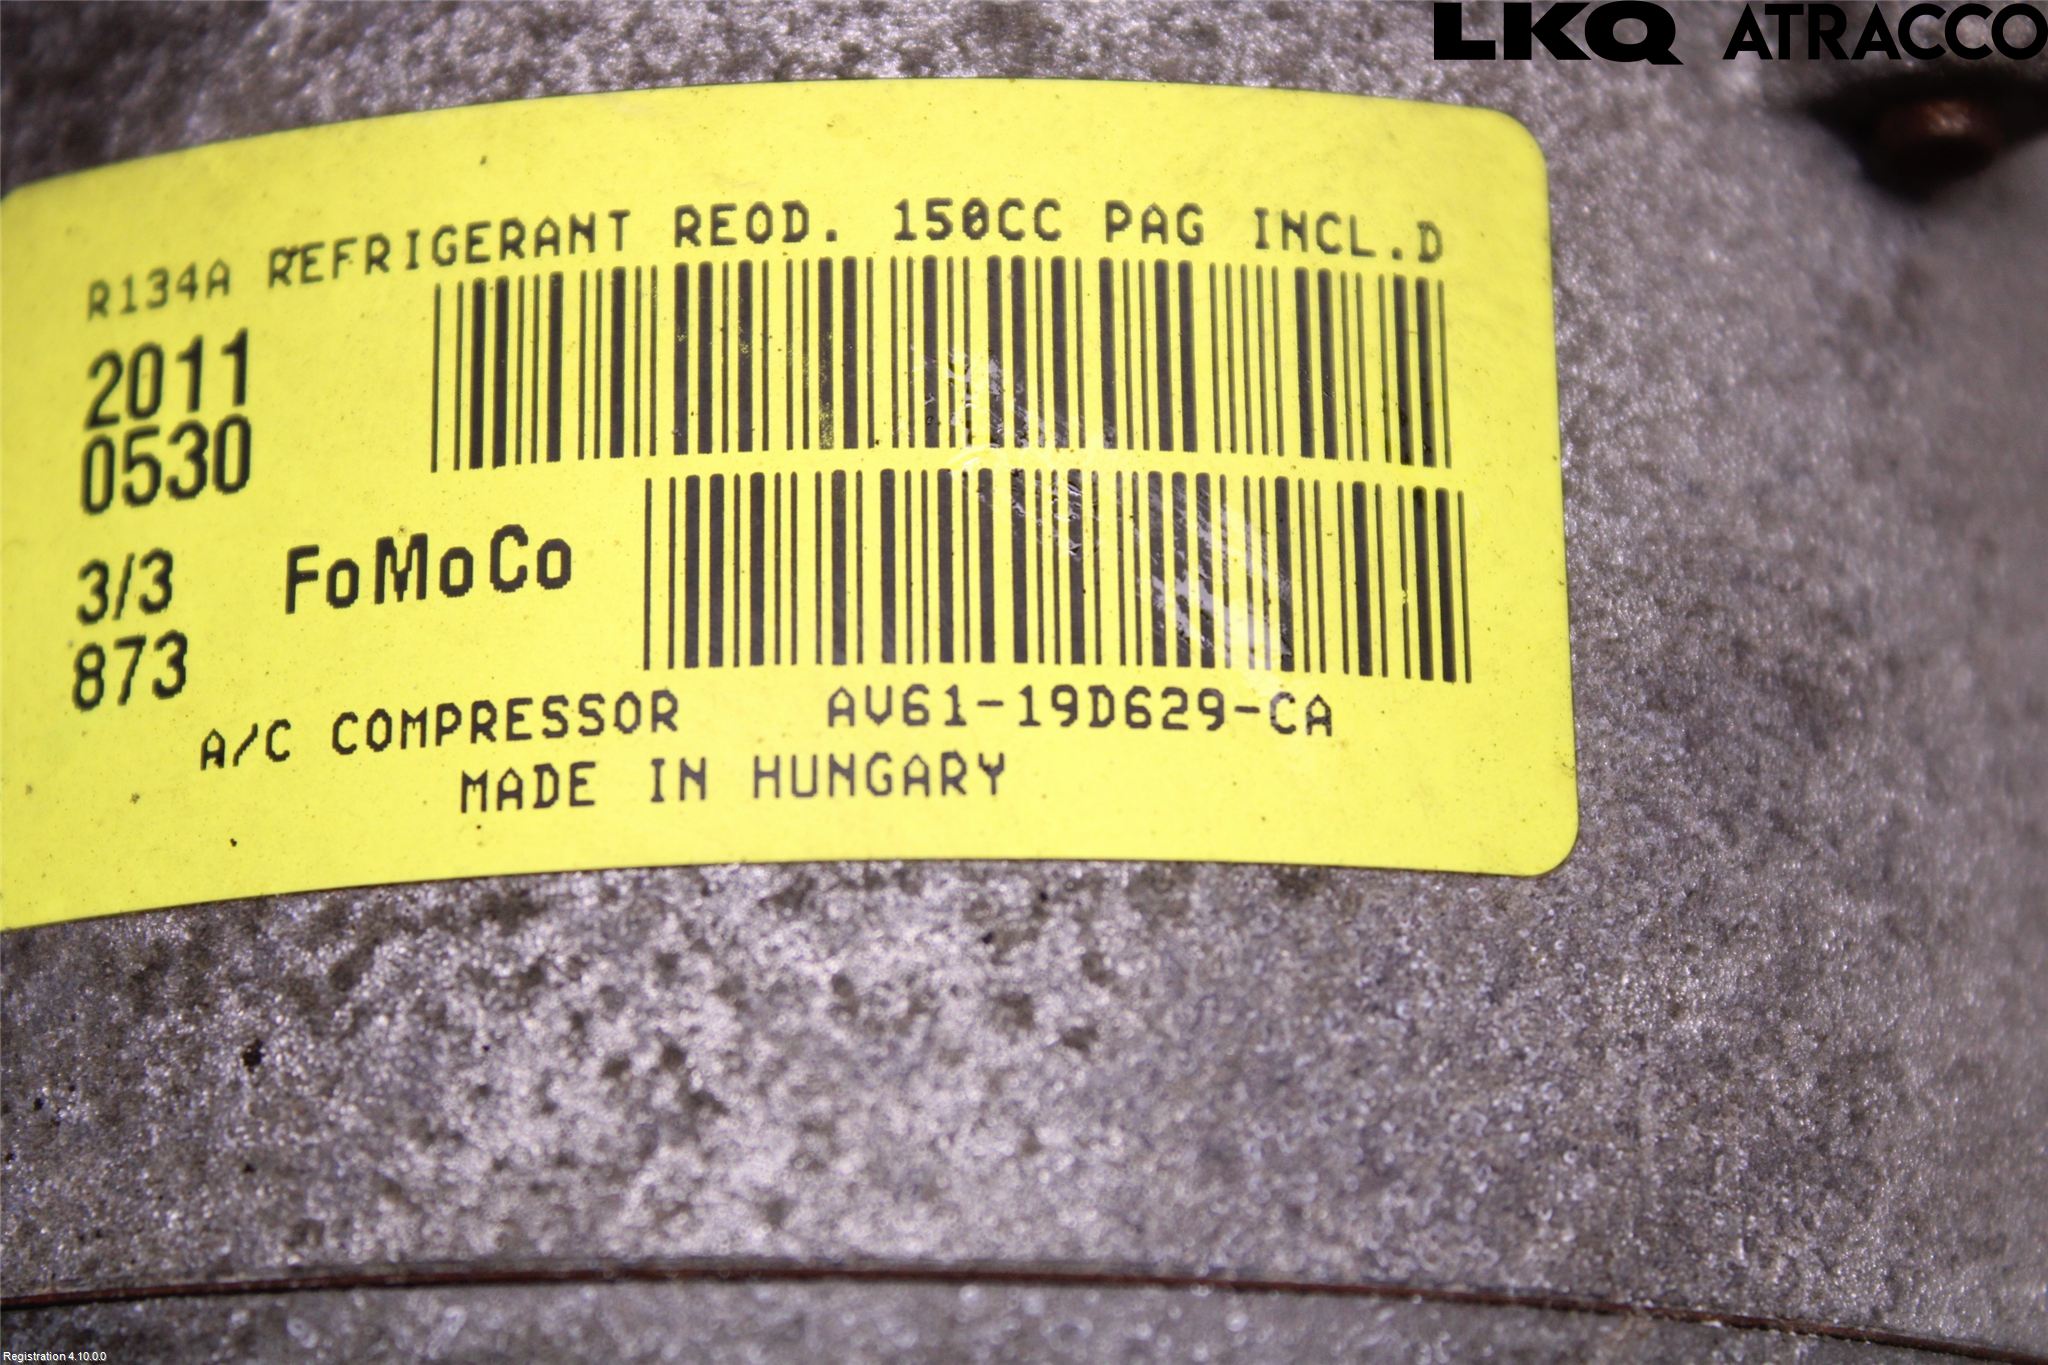 LKQ ATRACCO
R134A REFRIGERANT REOD. 150CC PAG INCL.D
2011
0530
3/3 FoMoCo
873
A/C COMPRESSOR AV61-19D629-CA
MADE IN HUNGARY
Registration 4.10.0.0